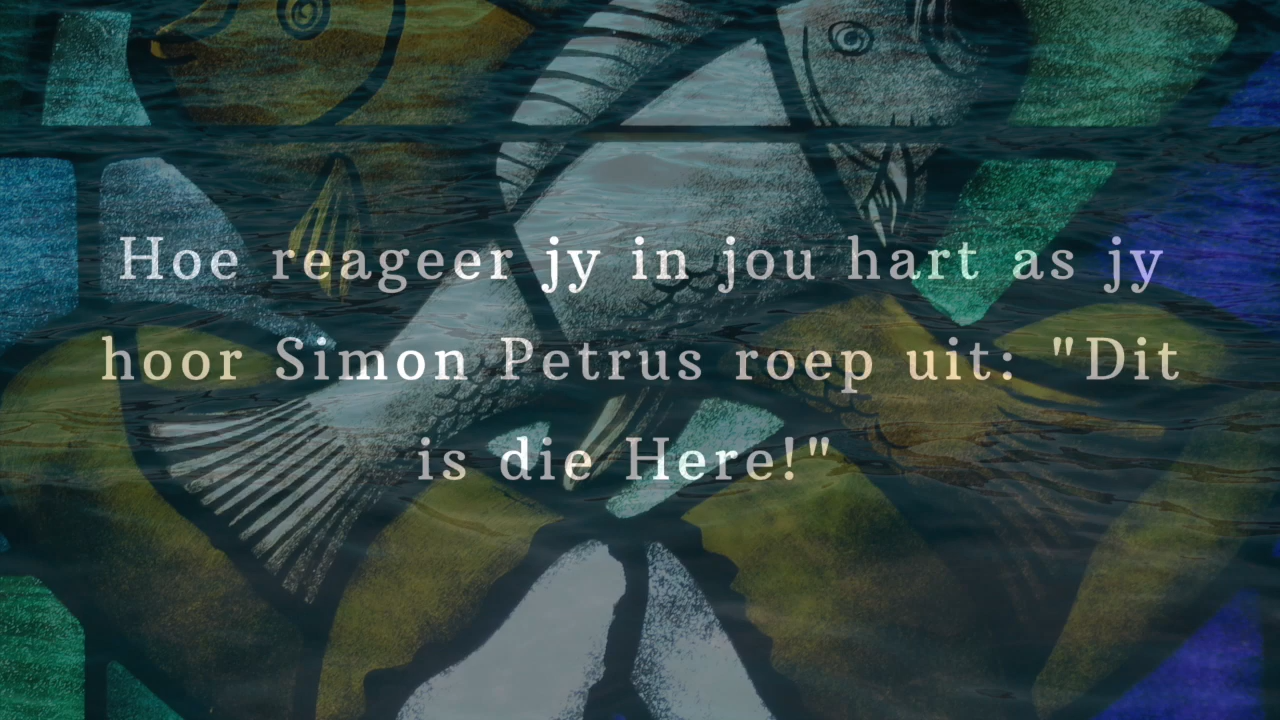 Hoe reageer jy in jou hart as jy
hoor Simon Petrus roep uit: "Dit
is die Here!"